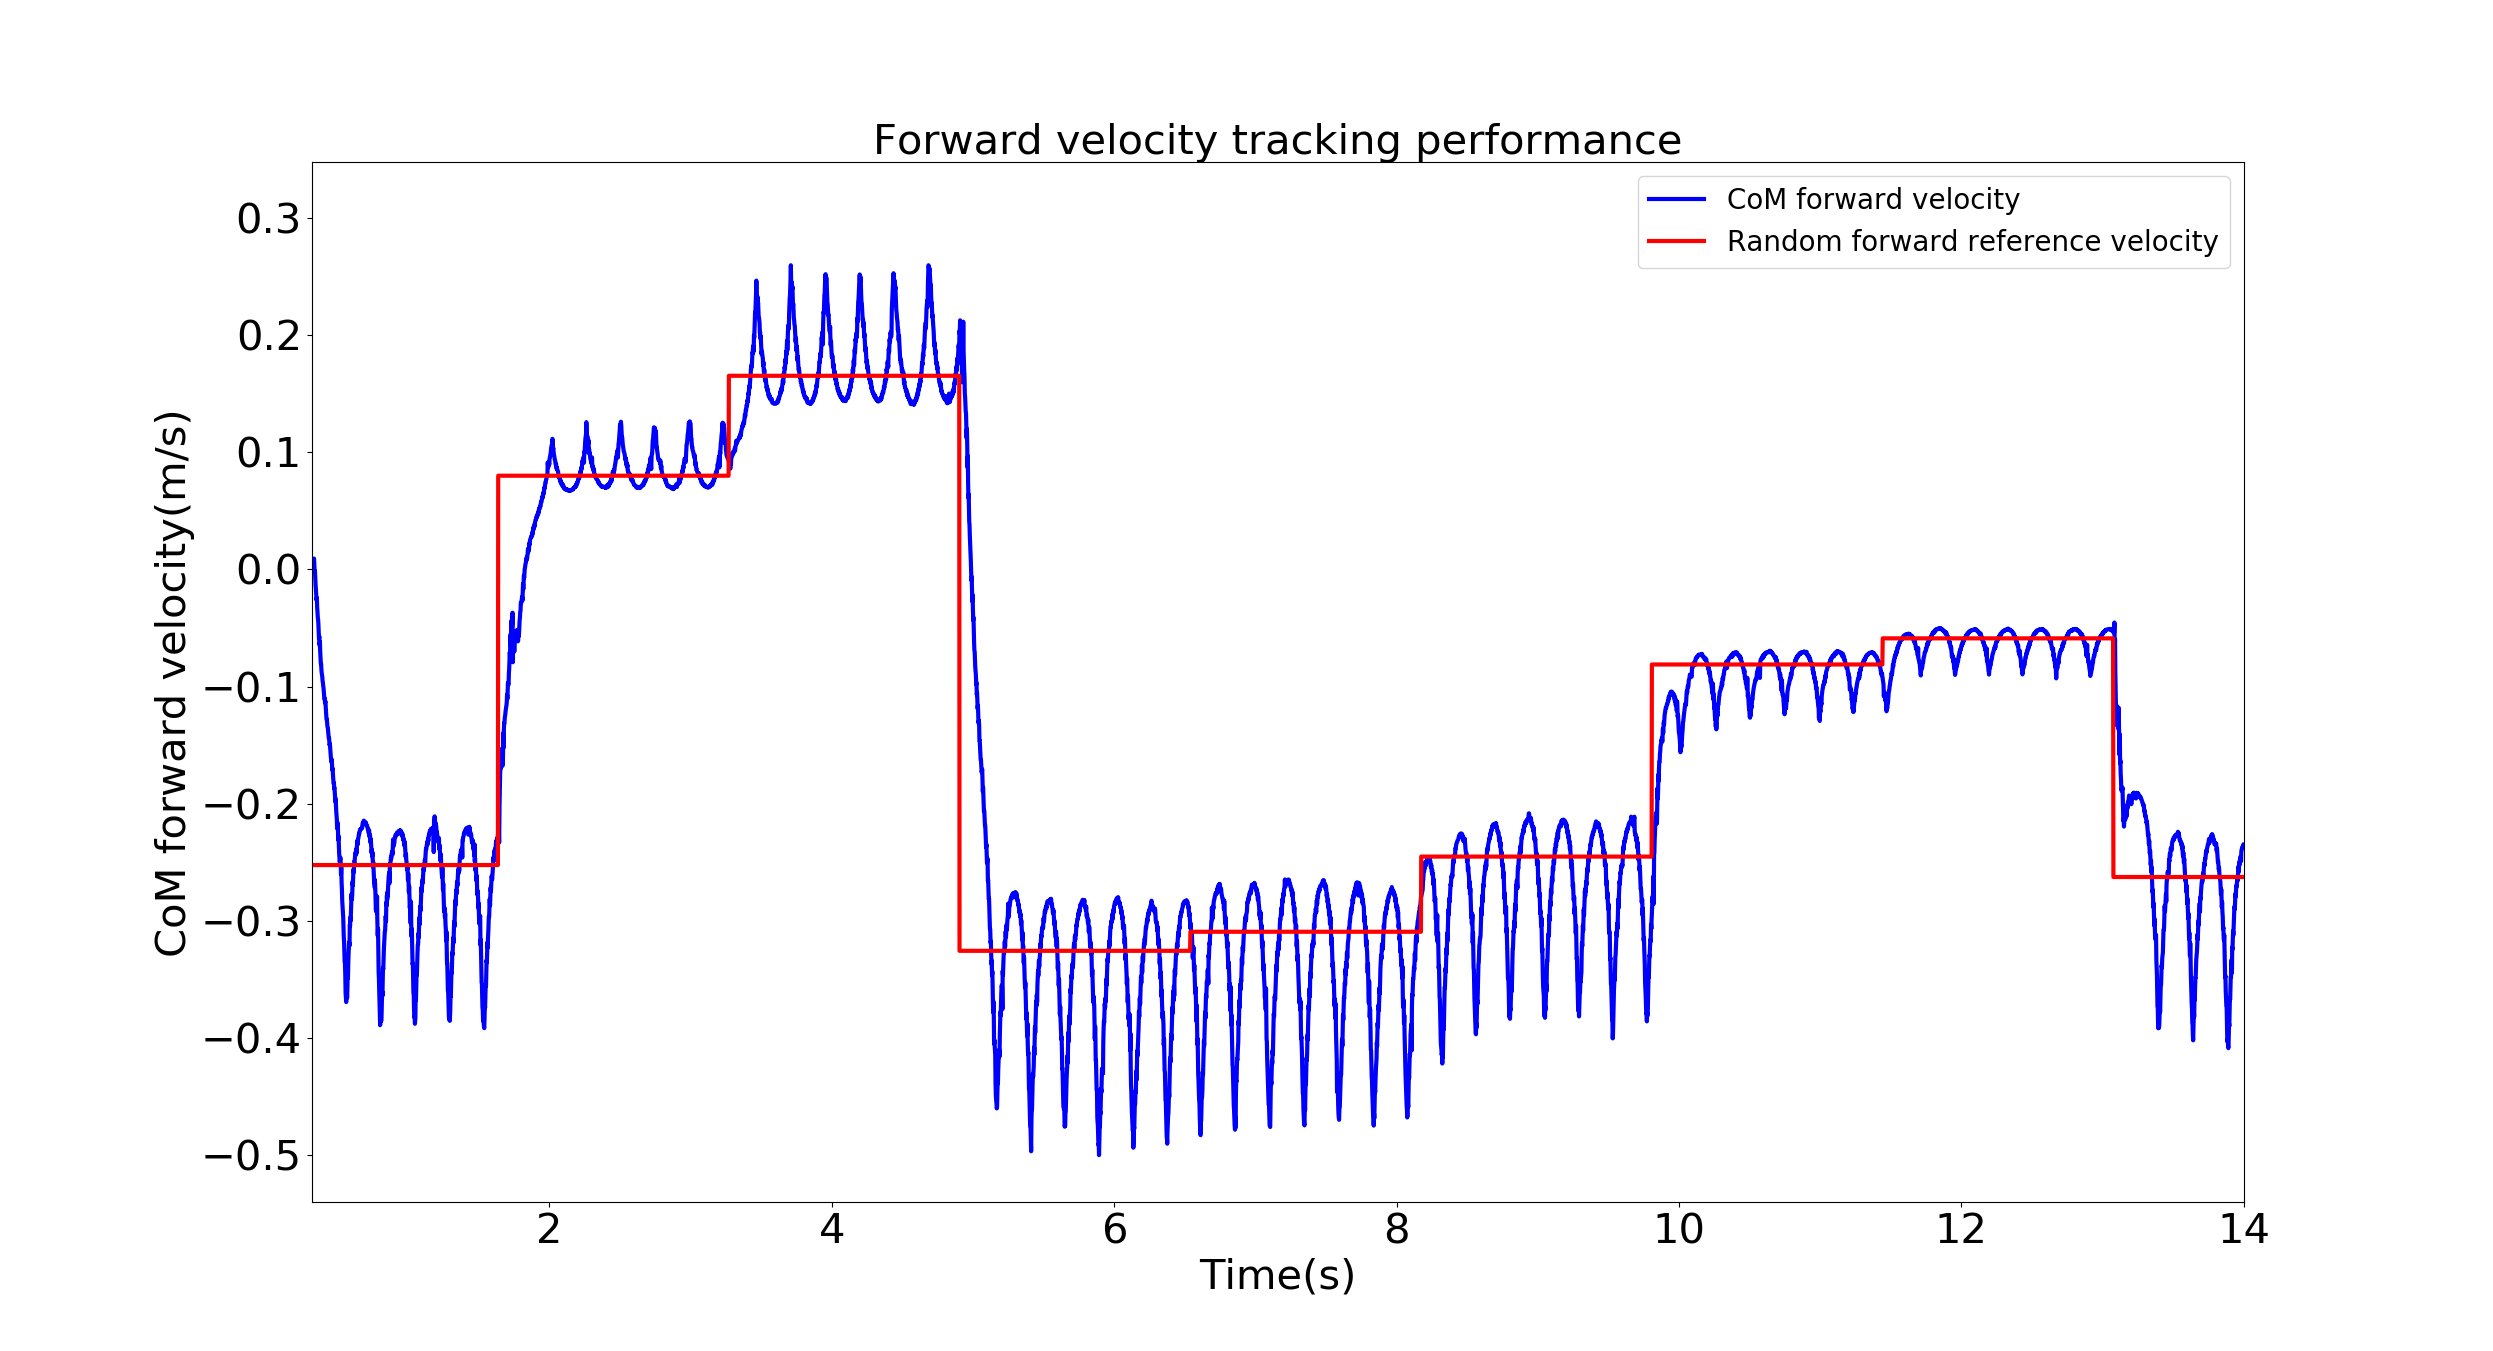 Forward velocity tracking performance
CoM forward velocity
Random forward reference velocity
CoM forward velocity(m/s)
0.3
0.2
0.1
0.0
−0.1
−0.2
−0.3
−0.4
−0.5
2 4 6 8 10 12 14
Time(s)